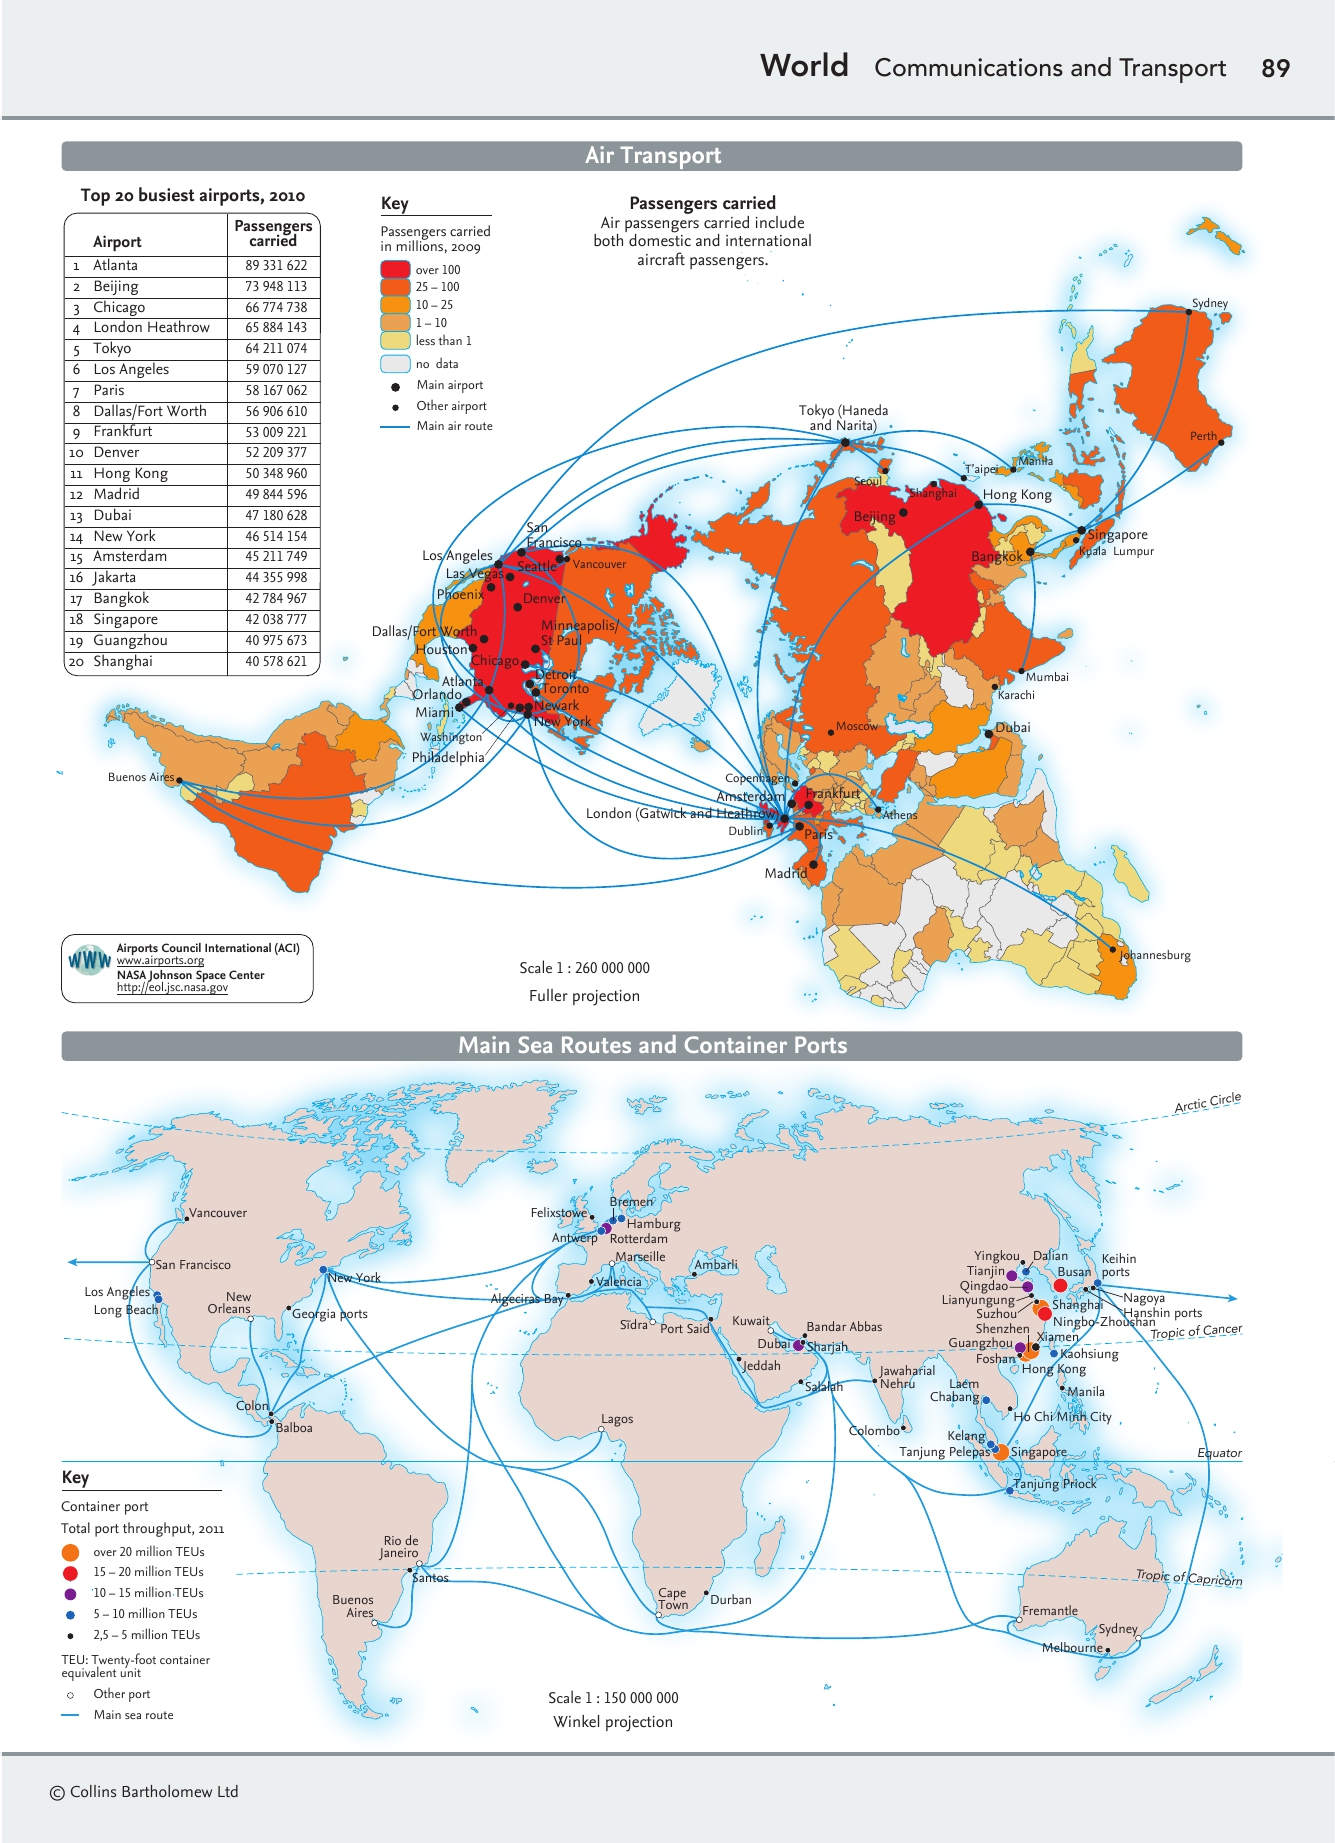 World Communications and Transport 89
Air Transport
Top 20 busiest airports, 2010
Airport Passengers carried
1 Atlanta 89 331 622
2 Beijing 73 948 113
3 Chicago 66 774 738
4 London Heathrow 65 884 143
5 Tokyo 64 211 074
6 Los Angeles 59 070 127
7 Paris 58 167 062
8 Dallas/Fort Worth 56 906 610
9 Frankfurt 53 009 221
10 Denver 52 209 377
11 Hong Kong 50 348 960
12 Madrid 49 844 596
13 Dubai 47 180 628
14 New York 46 514 154
15 Amsterdam 45 211 749
16 Jakarta 44 355 998
17 Bangkok 42 784 967
18 Singapore 42 038 777
19 Guangzhou 40 975 673
20 Shanghai 40 578 621
Key
Passengers carried
in millions, 2009
over 100
25 – 100
10 – 25
1 – 10
less than 1
no data
Main airport
Other airport
Main air route
Passengers carried
Air passengers carried include
both domestic and international
aircraft passengers.
Sydney
Perth
Tokyo (Haneda
and Narita)
Seoul
T'aipei
Manila
Shanghai
Hong Kong
Beijing
Singapore
Kuala Lumpur
Bangkok
Mumbai
Karachi
Dubai
Moscow
San
Francisco
Los Angeles
Las Vegas
Seattle
Vancouver
Phoenix
Denver
Dallas/Fort Worth
Houston
Minneapolis/
St Paul
Chicago
Detroit
Atlanta
Toronto
Orlando
Miami
Newark
New York
Washington
Philadelphia
Buenos Aires
Copenhagen
Amsterdam
Frankfurt
London (Gatwick and Heathrow)
Dublin
Paris
Athens
Madrid
Johannesburg
www
Airports Council International (ACI)
www.airports.org
NASA Johnson Space Center
http://eol.jsc.nasa.gov
Scale 1 : 260 000 000
Fuller projection
Main Sea Routes and Container Ports
Arctic Circle
Vancouver
San Francisco
Los Angeles
Long Beach
New
Orleans
New York
Georgia ports
Colon
Balboa
Felixstowe
Bremen
Hamburg
Antwerp
Rotterdam
Marseille
Valencia
Ambarli
Algeciras Bay
Sidra
Port Said
Kuwait
Bandar Abbas
Dubai
Sharjah
Jeddah
Salalah
Jawaharial
Nehru
Colombo
Lagos
Yingkou
Dalian
Tianjin
Qingdao
Busan
Keihin
ports
Lianyungung
Suzhou
Shanghai
Nagoya
Hanshin ports
Ningbo-Zhoushan
Shenzhen
Guangzhou
Xiamen
Foshan
Kaohsiung
Hong Kong
Tropic of Cancer
Laem
Chabang
Manila
Ho Chi Minh City
Kelang
Tanjung Pelepas
Singapore
Equator
Tanjung Priock
Rio de
Janeiro
Santos
Buenos
Aires
Cape
Town
Durban
Tropic of Capricorn
Fremantle
Sydney
Melbourne
Key
Container port
Total port throughput, 2011
over 20 million TEUs
15 – 20 million TEUs
10 – 15 million TEUs
5 – 10 million TEUs
2,5 – 5 million TEUs
TEU: Twenty-foot container
equivalent unit
Other port
Main sea route
Scale 1 : 150 000 000
Winkel projection
© Collins Bartholomew Ltd